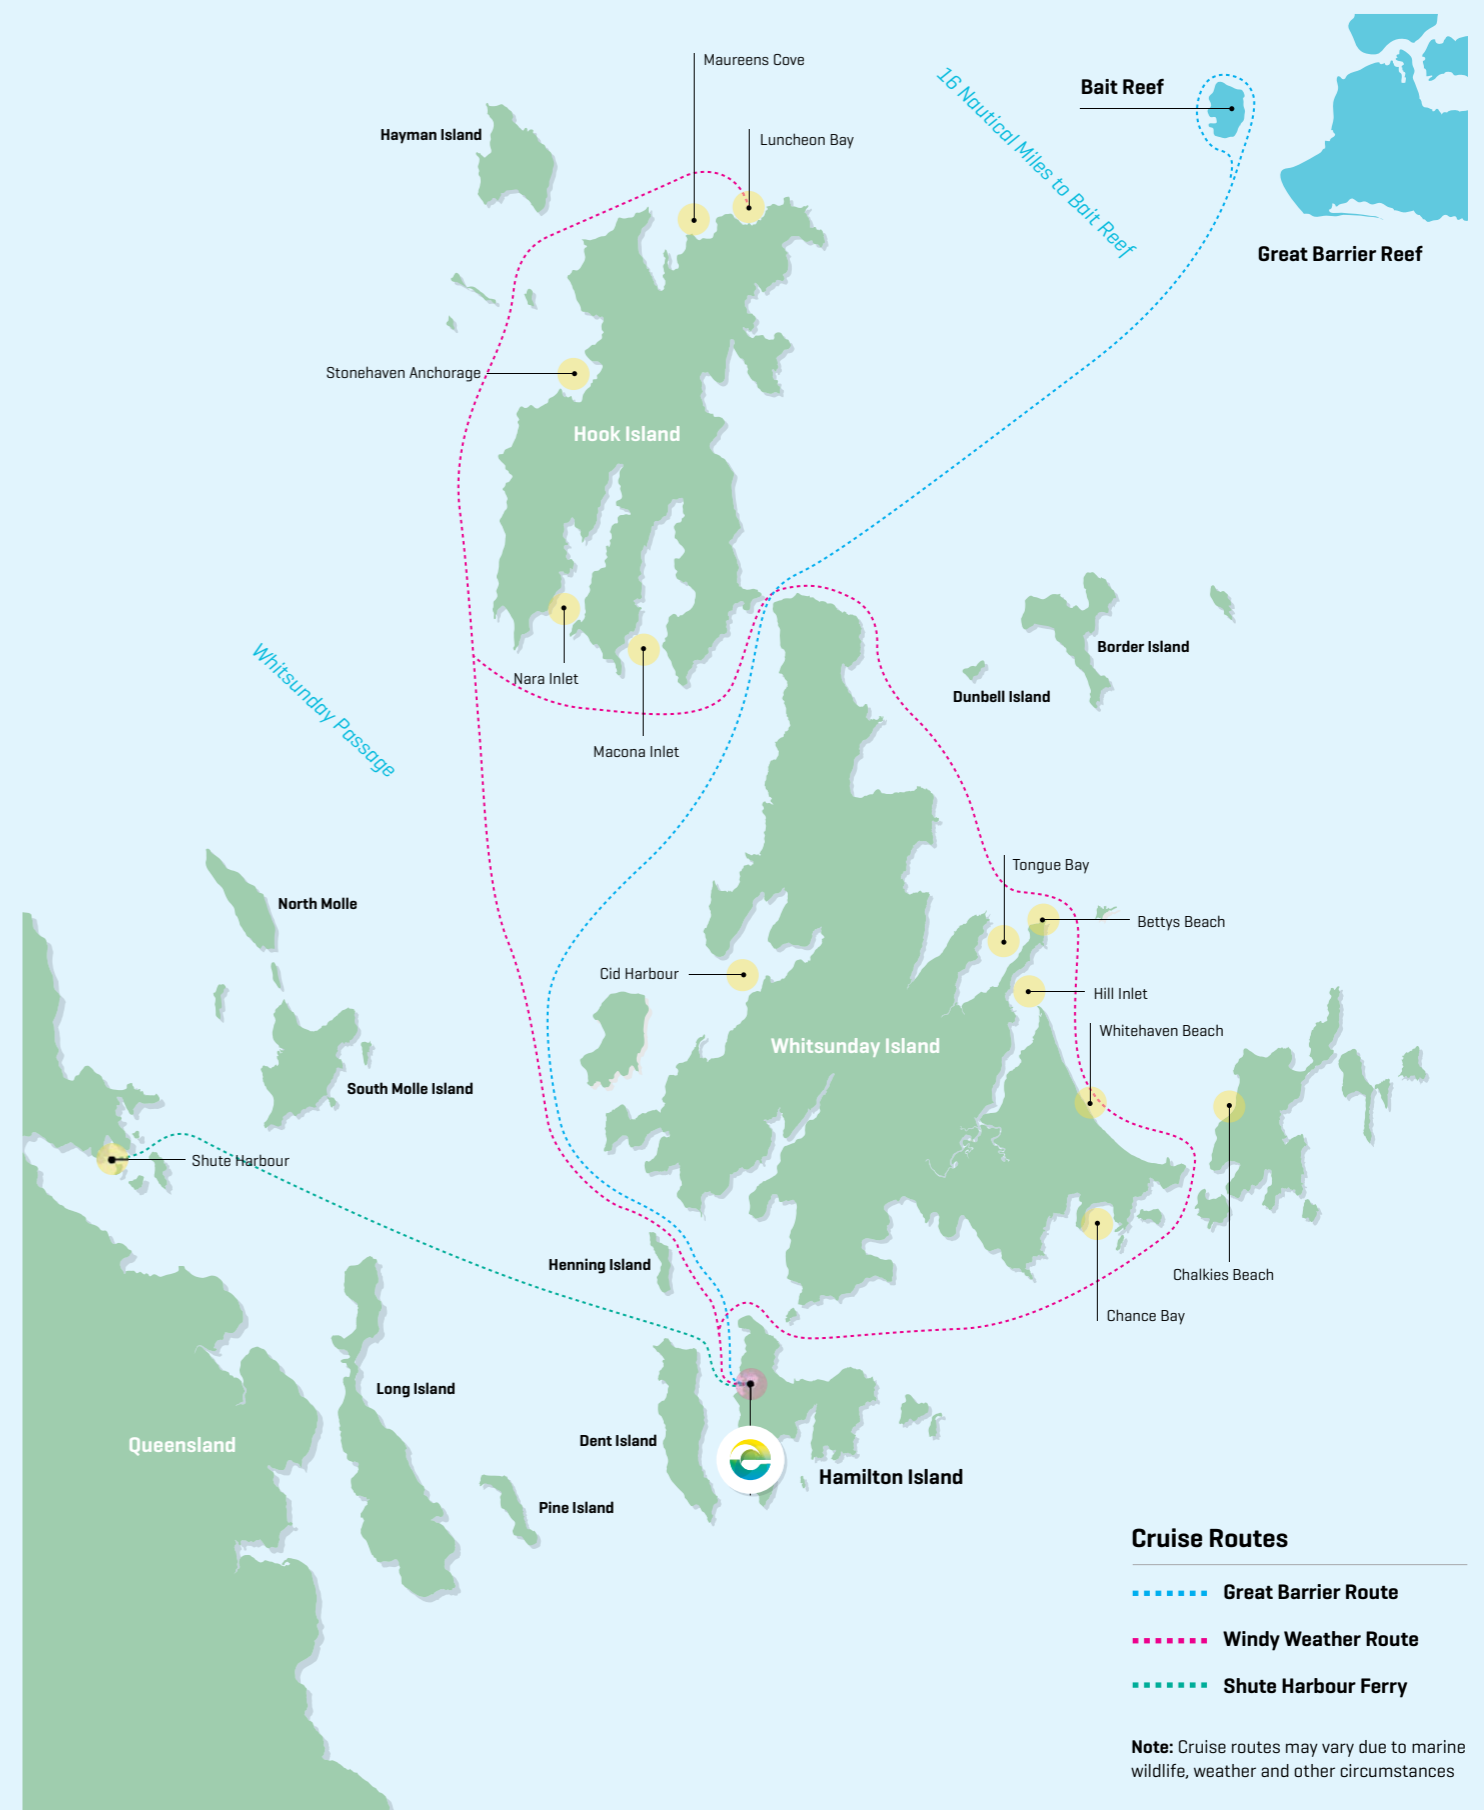 Maureens Cove
Bait Reef
16 Nautical Miles to Bait Reef
Hayman Island
Luncheon Bay
Great Barrier Reef
Stonehaven Anchorage
Hook Island
Border Island
Nara Inlet
Dunbell Island
Whitsunday Passage
Macona Inlet
Tongue Bay
North Molle
Bettys Beach
Cid Harbour
Hill Inlet
Whitehaven Beach
Whitsunday Island
South Molle Island
Shute Harbour
Henning Island
Chalkies Beach
Chance Bay
Long Island
Dent Island
Queensland
Hamilton Island
Pine Island
Cruise Routes
Great Barrier Route
Windy Weather Route
Shute Harbour Ferry
Note: Cruise routes may vary due to marine
wildlife, weather and other circumstances